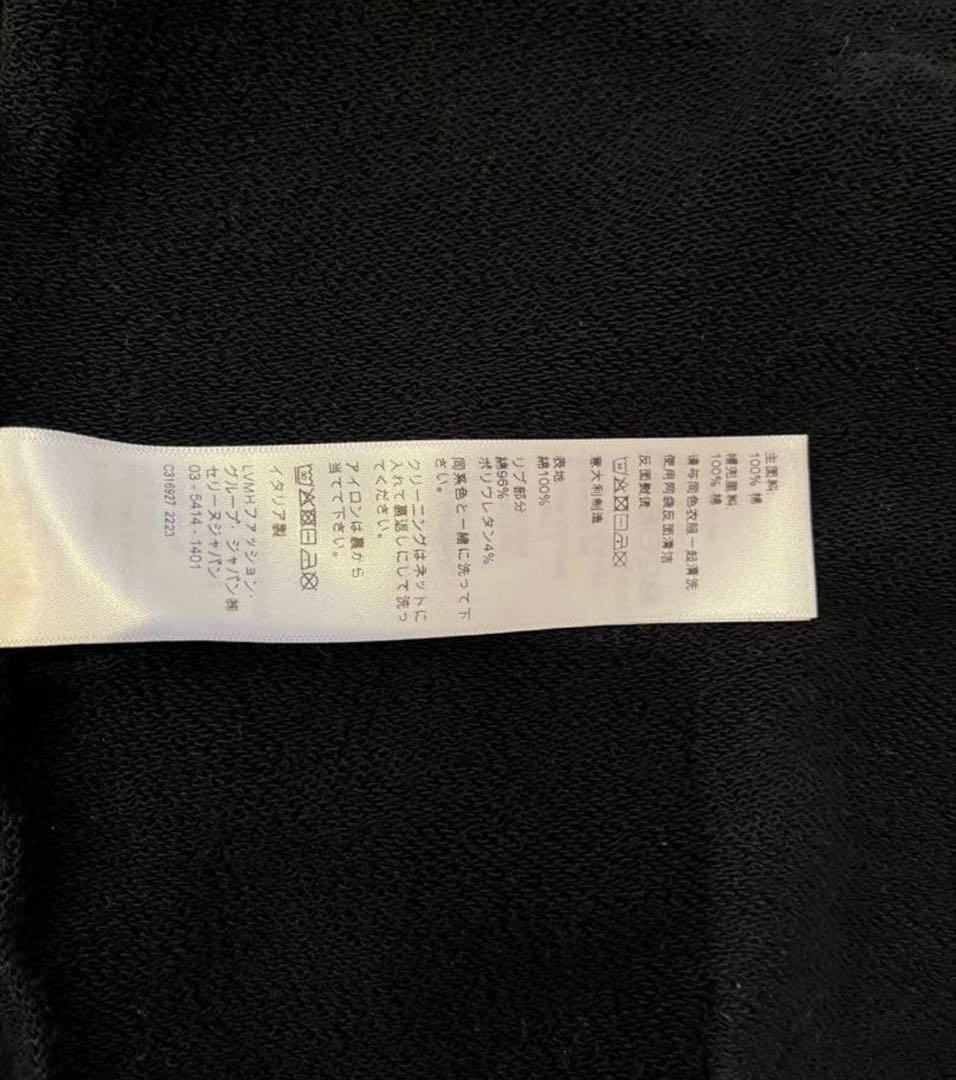 主面料:
100% 棉
帽兜里料:
100% 棉
请与同色衣服一起清洗
使用网袋反面清洁
反面熨烫
意大利制造
表地
綿100%
リブ部分
綿96%
ポリウレタン4%
同系色と一緒に洗って下
さい。
クリーニングはネットに
入れて裏返しにして洗っ
てください。
アイロンは裏から
当てて下さい。
イタリア製
LVMHファッション・
グループ・ジャパン㈱
セリーヌジャパン
03 - 5414 - 1401
C316927 2223